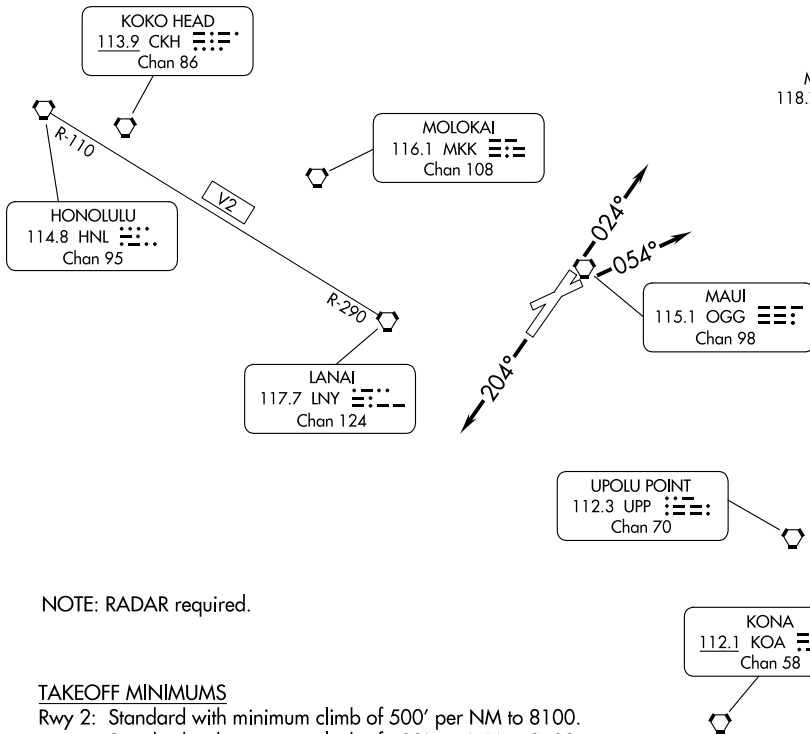 KOKO HEAD
113.9 CKH
Chan 86
118.
R-110
MOLOKAI
116.1 MKK
Chan 108
V2
HONOLULU
114.8 HNL
Chan 95
024°
054°
R-290
MAUI
115.1 OGG
Chan 98
LANAI
117.7 LNY
Chan 124
204°
UPOLU POINT
112.3 UPP
Chan 70
NOTE: RADAR required.
KONA
112.1 KOA
Chan 58
TAKEOFF MINIMUMS
Rwy 2: Standard with minimum climb of 500' per NM to 8100.